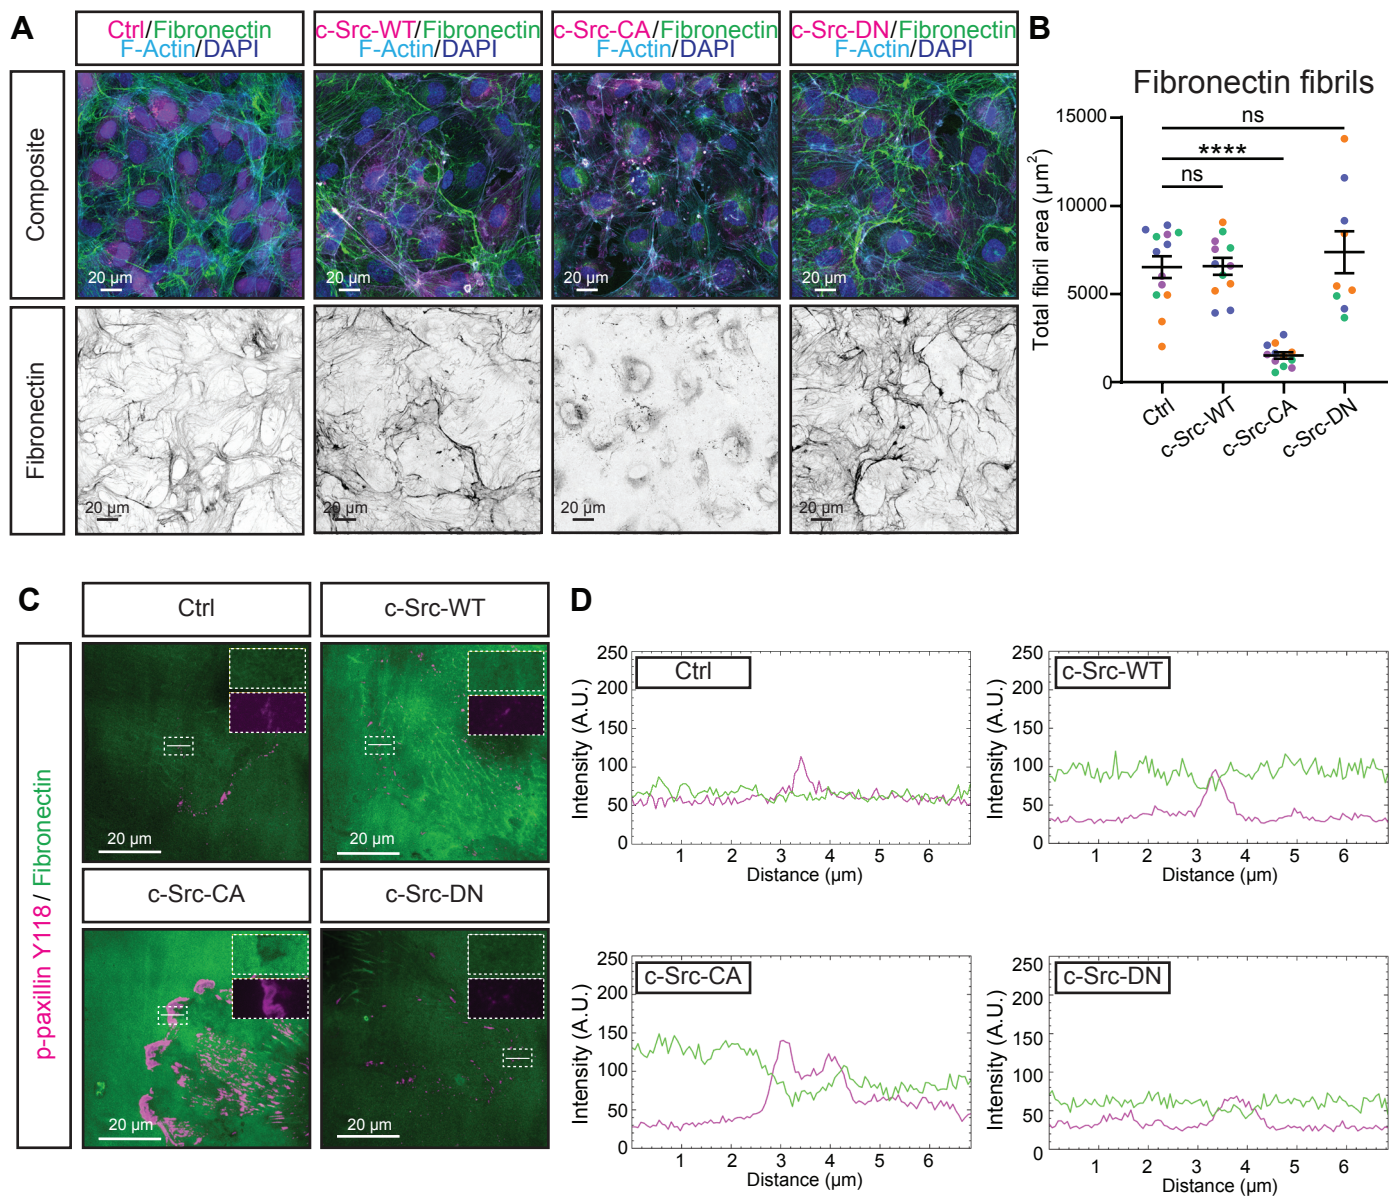 A
Ctrl/Fibronectin
F-Actin/DAPI
c-Src-WT/Fibronectin
F-Actin/DAPI
c-Src-CA/Fibronectin
F-Actin/DAPI
c-Src-DN/Fibronectin
F-Actin/DAPI
Composite
20 µm
20 µm
20 µm
20 µm
Fibronectin
20 µm
20 µm
20 µm
20 µm
B
Fibronectin fibrils
Total fibril area (µm²)
15000
10000
5000
0
ns
****
ns
Ctrl
c-Src-WT
c-Src-CA
c-Src-DN
C
p-paxillin Y118/ Fibronectin
Ctrl
c-Src-WT
20 µm
20 µm
c-Src-CA
c-Src-DN
20 µm
20 µm
D
Ctrl
Intensity (A.U.)
250
200
150
100
50
0
1 2 3 4 5 6
Distance (µm)
c-Src-WT
Intensity (A.U.)
250
200
150
100
50
0
1 2 3 4 5 6
Distance (µm)
c-Src-CA
Intensity (A.U.)
250
200
150
100
50
0
1 2 3 4 5 6
Distance (µm)
c-Src-DN
Intensity (A.U.)
250
200
150
100
50
0
1 2 3 4 5 6
Distance (µm)